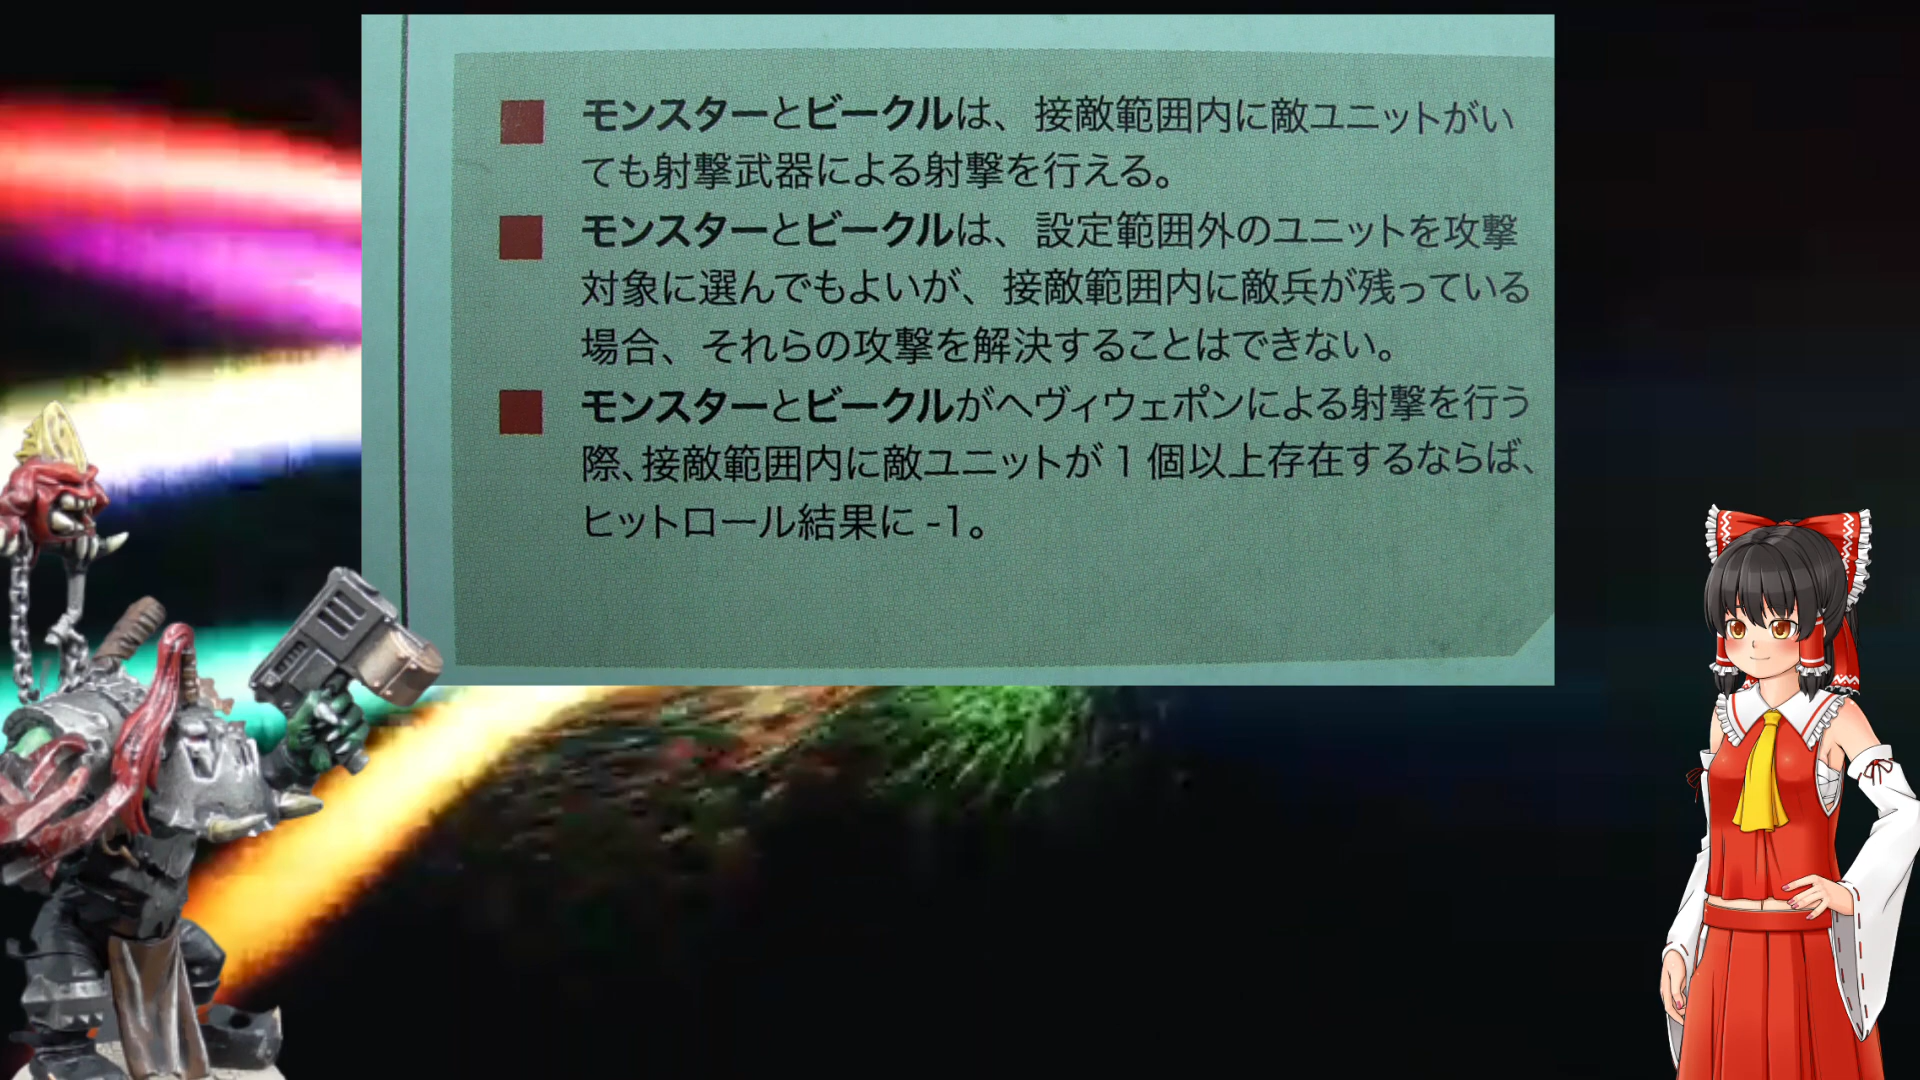 モンスターとビークルは、接敵範囲内に敵ユニットがい
ても射撃武器による射撃を行える。
モンスターとビークルは、設定範囲外のユニットを攻撃
対象に選んでもよいが、接敵範囲内に敵兵が残っている
場合、それらの攻撃を解決することはできない。
モンスターとビークルがヘヴィウェポンによる射撃を行う
際、接敵範囲内に敵ユニットが1個以上存在するならば、
ヒットロール結果に -1。